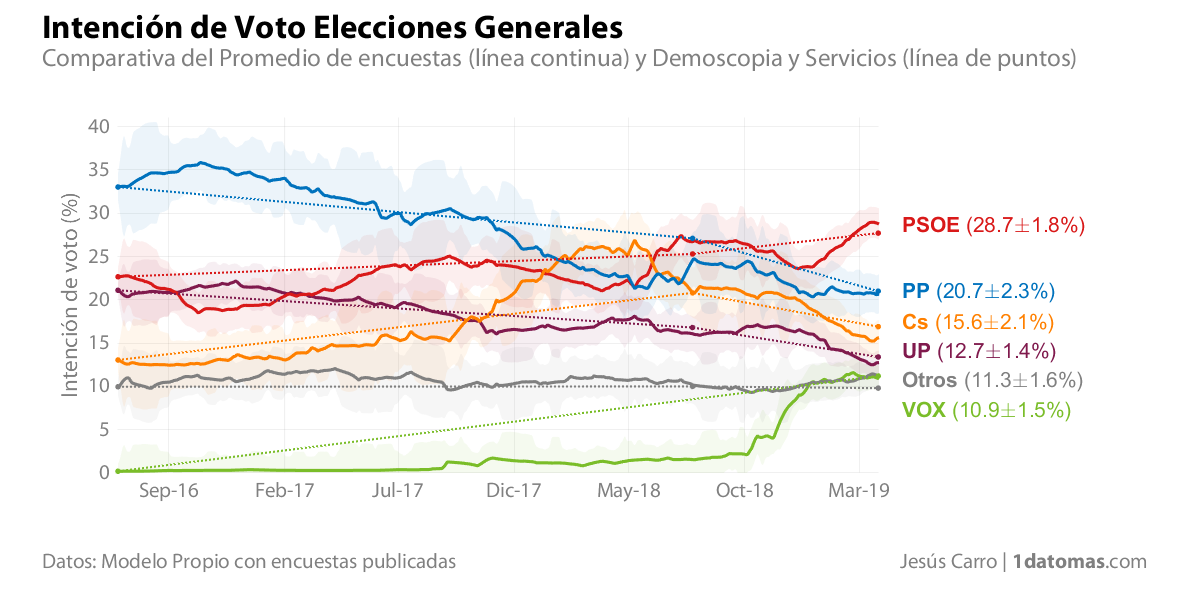 Intención de Voto Elecciones Generales
Comparativa del Promedio de encuestas (línea continua) y Demoscopia y Servicios (línea de puntos)
Intención de voto (%)
40
35
30
25
20
15
10
5
0
Sep-16 Feb-17 Jul-17 Dic-17 May-18 Oct-18 Mar-19
PSOE (28.7±1.8%)
PP (20.7±2.3%)
Cs (15.6±2.1%)
UP (12.7±1.4%)
Otros (11.3±1.6%)
VOX (10.9±1.5%)
Datos: Modelo Propio con encuestas publicadas
Jesús Carro | 1datomas.com